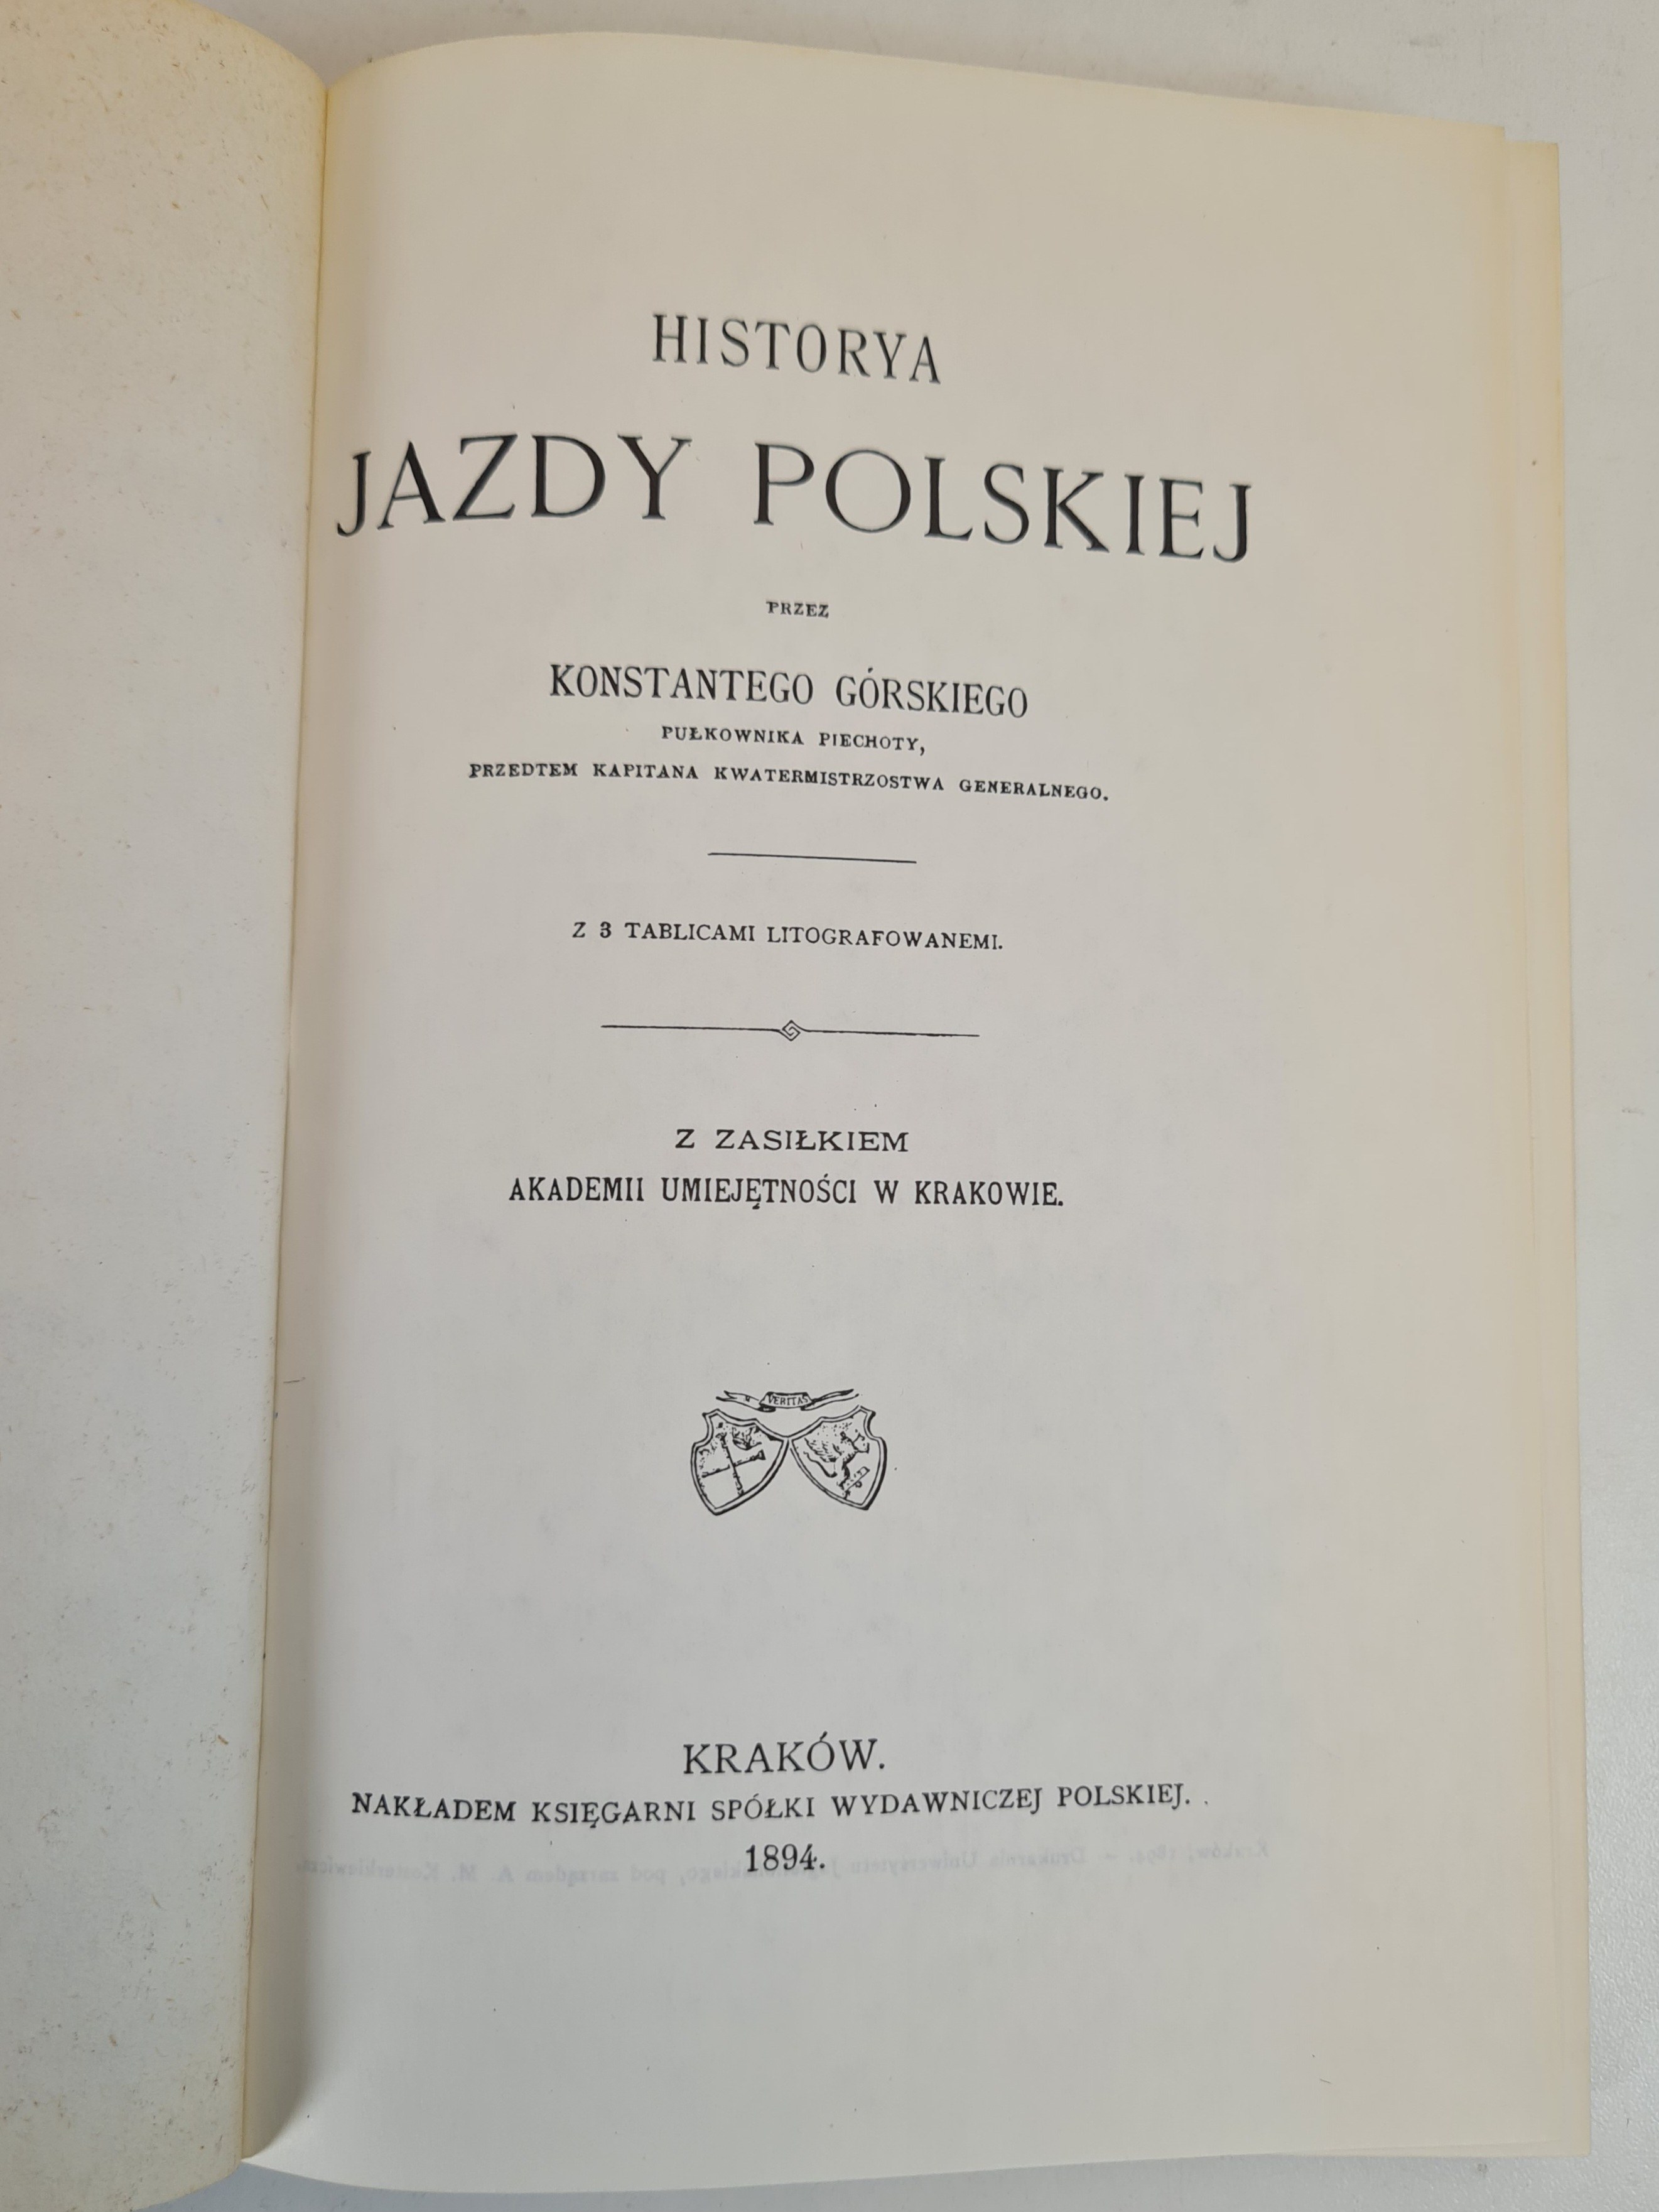 HISTORYA
JAZDY POLSKIEJ
PRZEZ
KONSTANTEGO GÓRSKIEGO
PUŁKOWNIKA PIECHOTY,
PRZEDTEM KAPITANA KWATERMISTRZOSTWA GENERALNEGO.
Z 3 TABLICAMI LITOGRAFOWANEMI.
Z ZASIŁKIEM
AKADEMII UMIEJĘTNOŚCI W KRAKOWIE.
VERITAS
KRAKÓW.
NAKŁADEM KSIĘGARNI SPÓŁKI WYDAWNICZEJ POLSKIEJ.
1894.